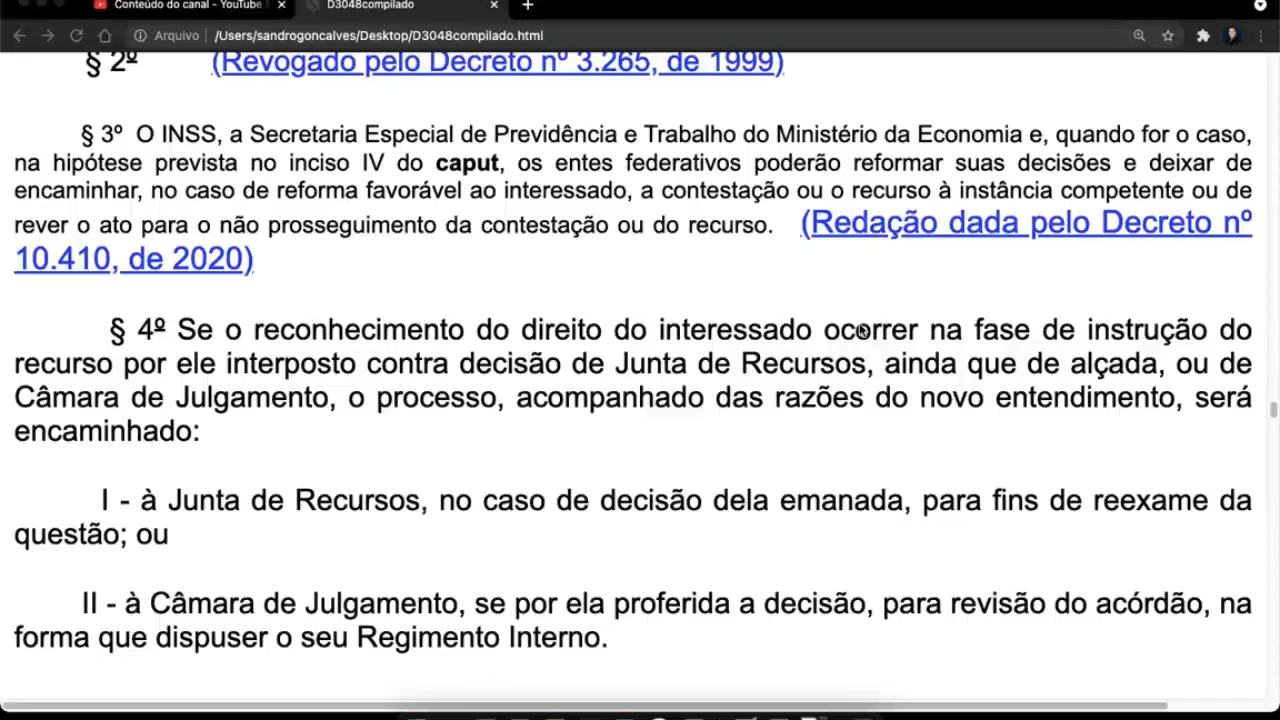 Conteúdo do canal - YouTube
D3048compilado
Arquivo
/Users/sandrogoncalves/Desktop/D3048compilado.html
§ 2º (Revogado pelo Decreto nº 3.265, de 1999)
§ 3º O INSS, a Secretaria Especial de Previdência e Trabalho do Ministério da Economia e, quando for o caso,
na hipótese prevista no inciso IV do caput, os entes federativos poderão reformar suas decisões e deixar de
encaminhar, no caso de reforma favorável ao interessado, a contestação ou o recurso à instância competente ou de
rever o ato para o não prosseguimento da contestação ou do recurso. (Redação dada pelo Decreto nº
10.410, de 2020)
§ 4º Se o reconhecimento do direito do interessado ocorrer na fase de instrução do
recurso por ele interposto contra decisão de Junta de Recursos, ainda que de alçada, ou de
Câmara de Julgamento, o processo, acompanhado das razões do novo entendimento, será
encaminhado:
I - à Junta de Recursos, no caso de decisão dela emanada, para fins de reexame da
questão; ou
II - à Câmara de Julgamento, se por ela proferida a decisão, para revisão do acórdão, na
forma que dispuser o seu Regimento Interno.